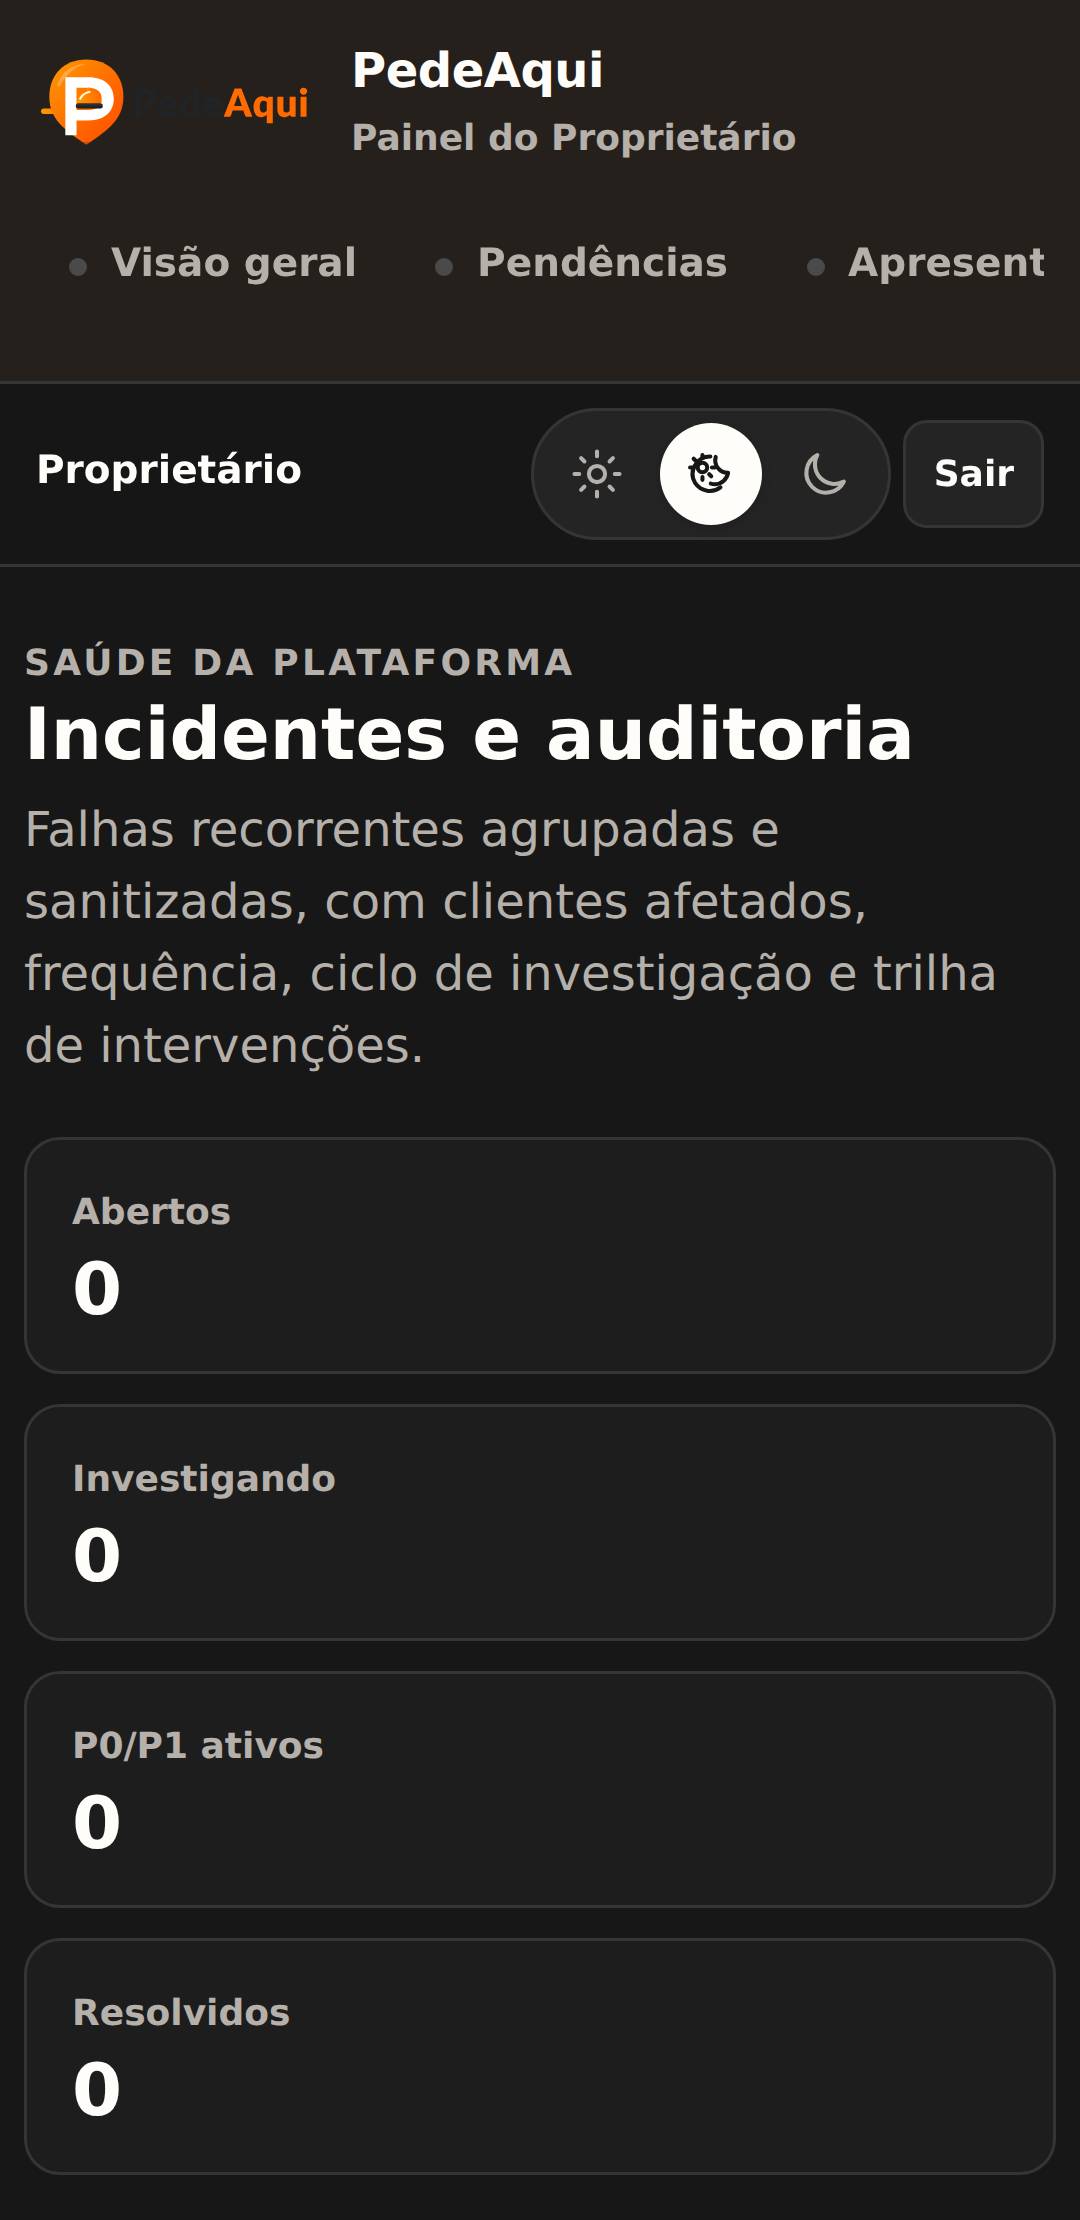 PedeAqui
PedeAqui
Painel do Proprietário
Visão geral
Pendências
Apresent
Proprietário
Sair
SAÚDE DA PLATAFORMA
Incidentes e auditoria
Falhas recorrentes agrupadas e
sanitizadas, com clientes afetados,
frequência, ciclo de investigação e trilha
de intervenções.
Abertos
0
Investigando
0
P0/P1 ativos
0
Resolvidos
0